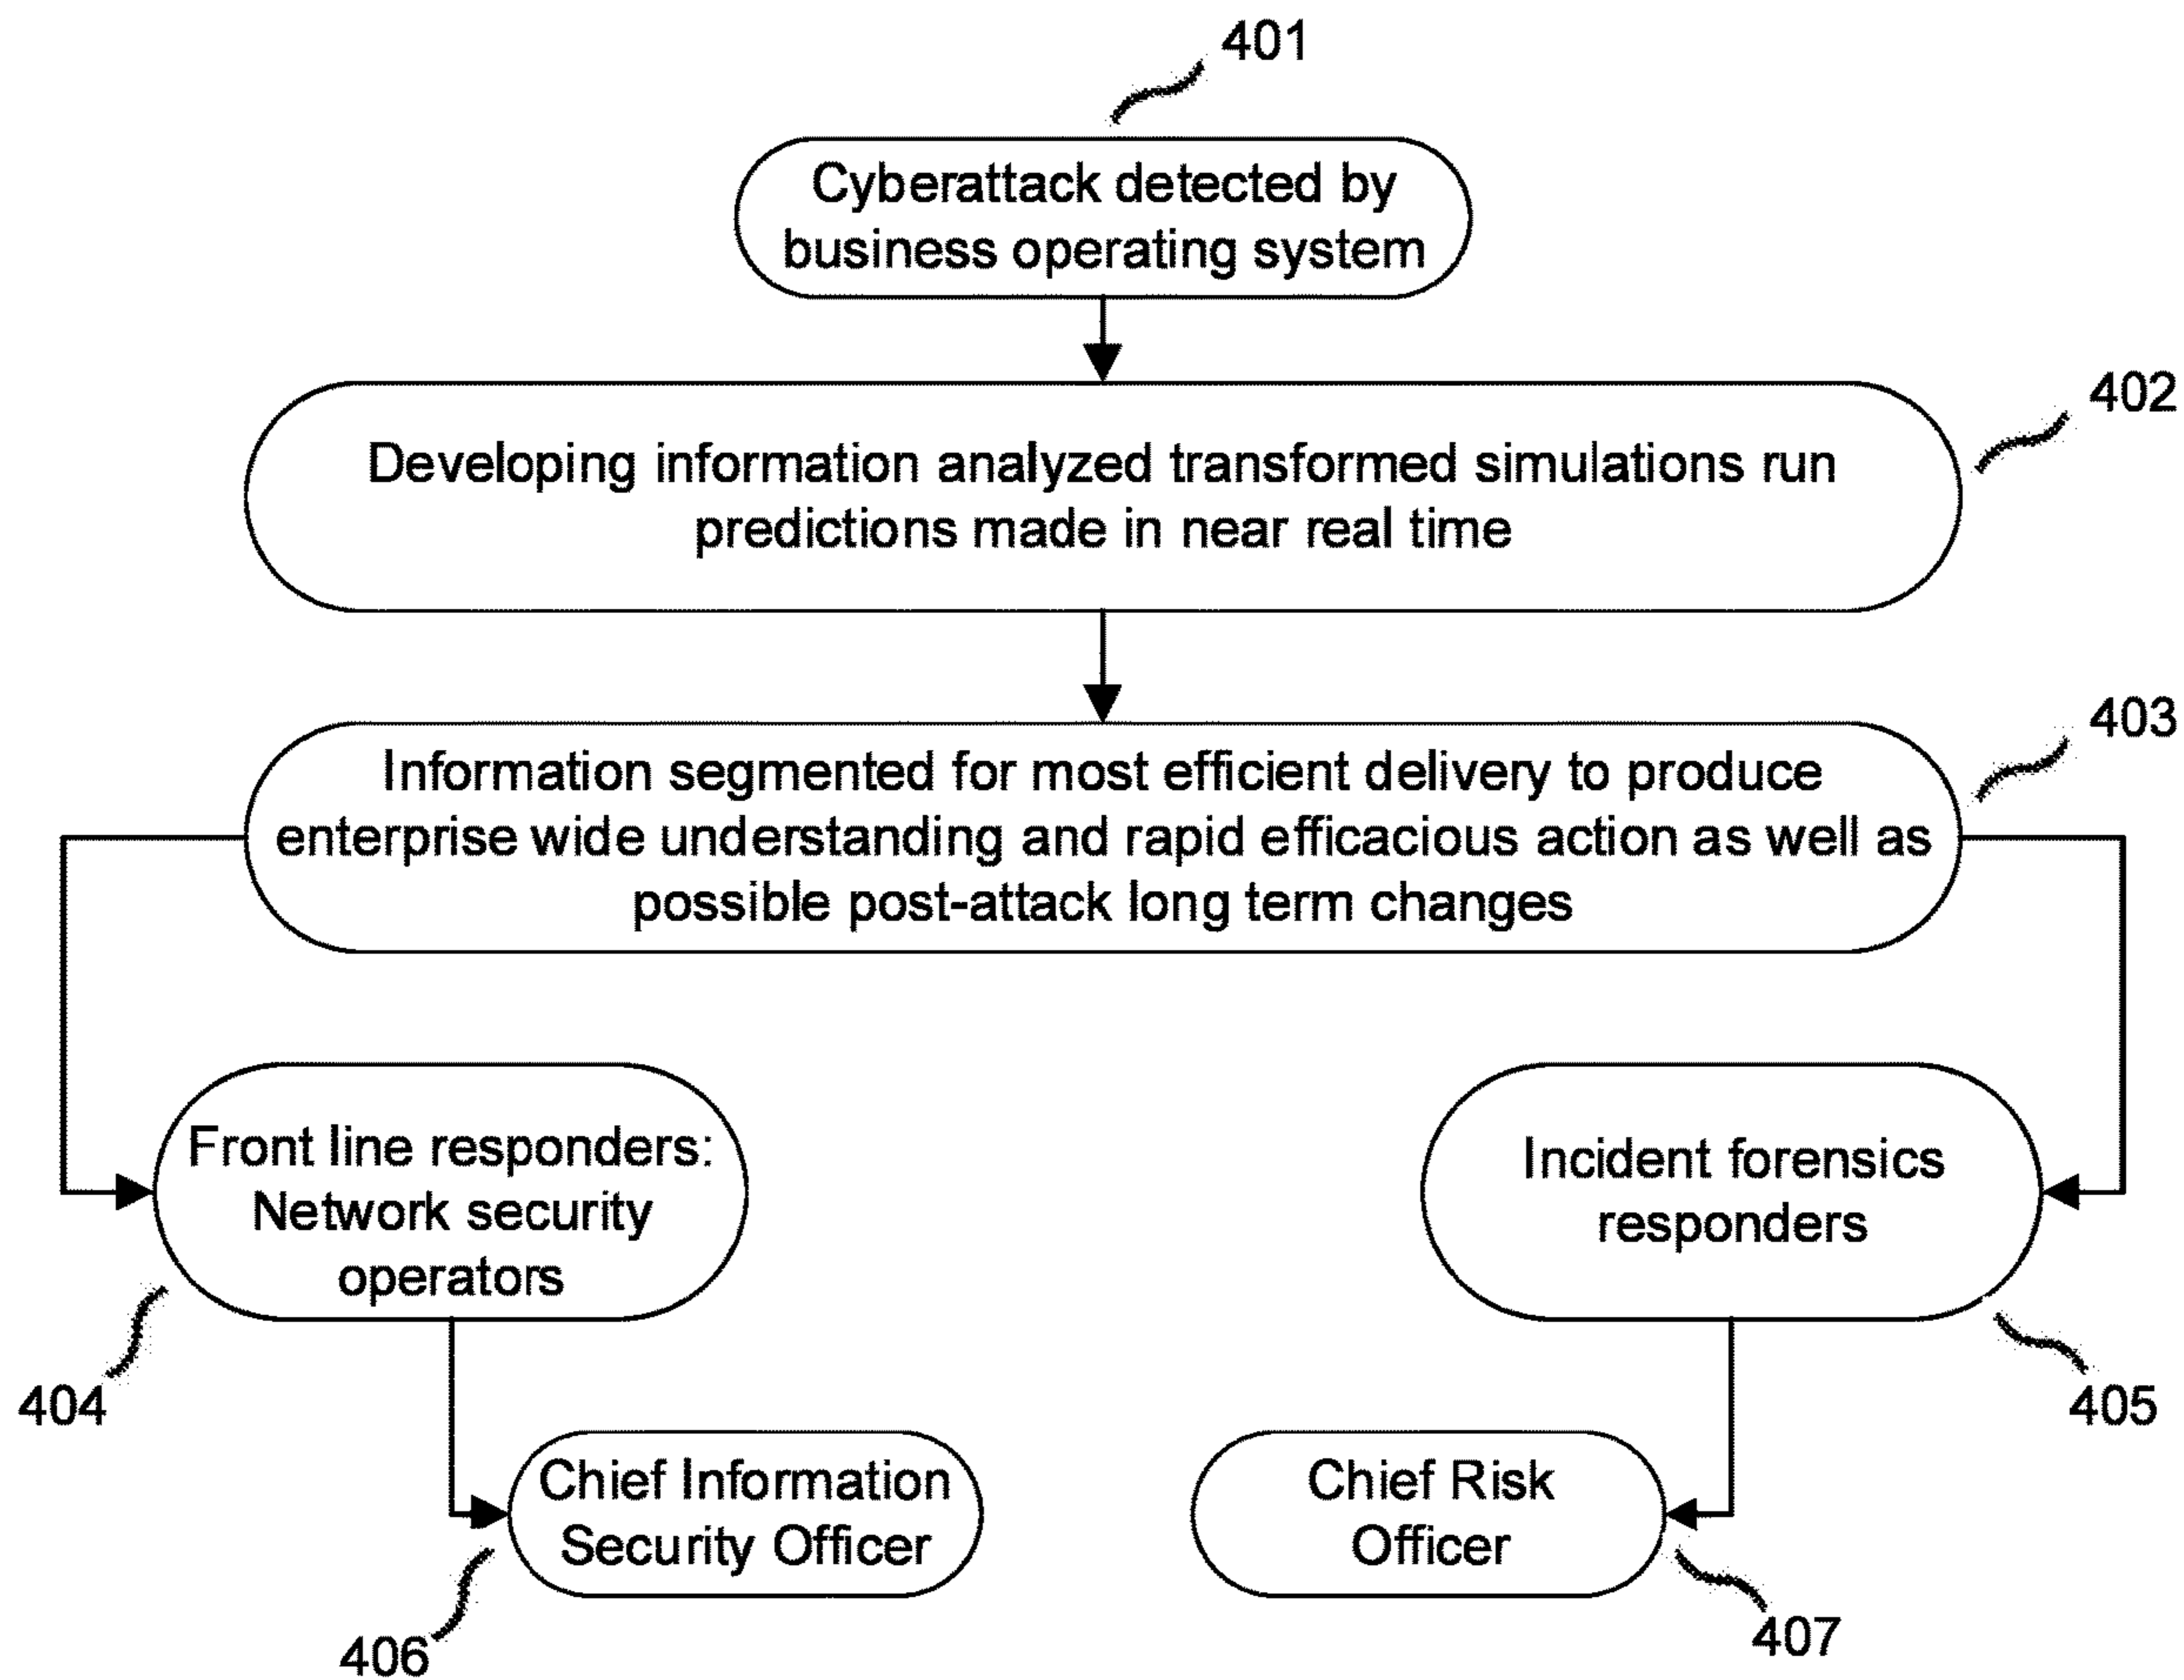 401
Cyberattack detected by
business operating system
402
Developing information analyzed transformed simulations run
predictions made in near real time
403
Information segmented for most efficient delivery to produce
enterprise wide understanding and rapid efficacious action as well as
possible post-attack long term changes
Front line responders:
Network security
operators
404
Incident forensics
responders
405
Chief Information
Security Officer
406
Chief Risk
Officer
407